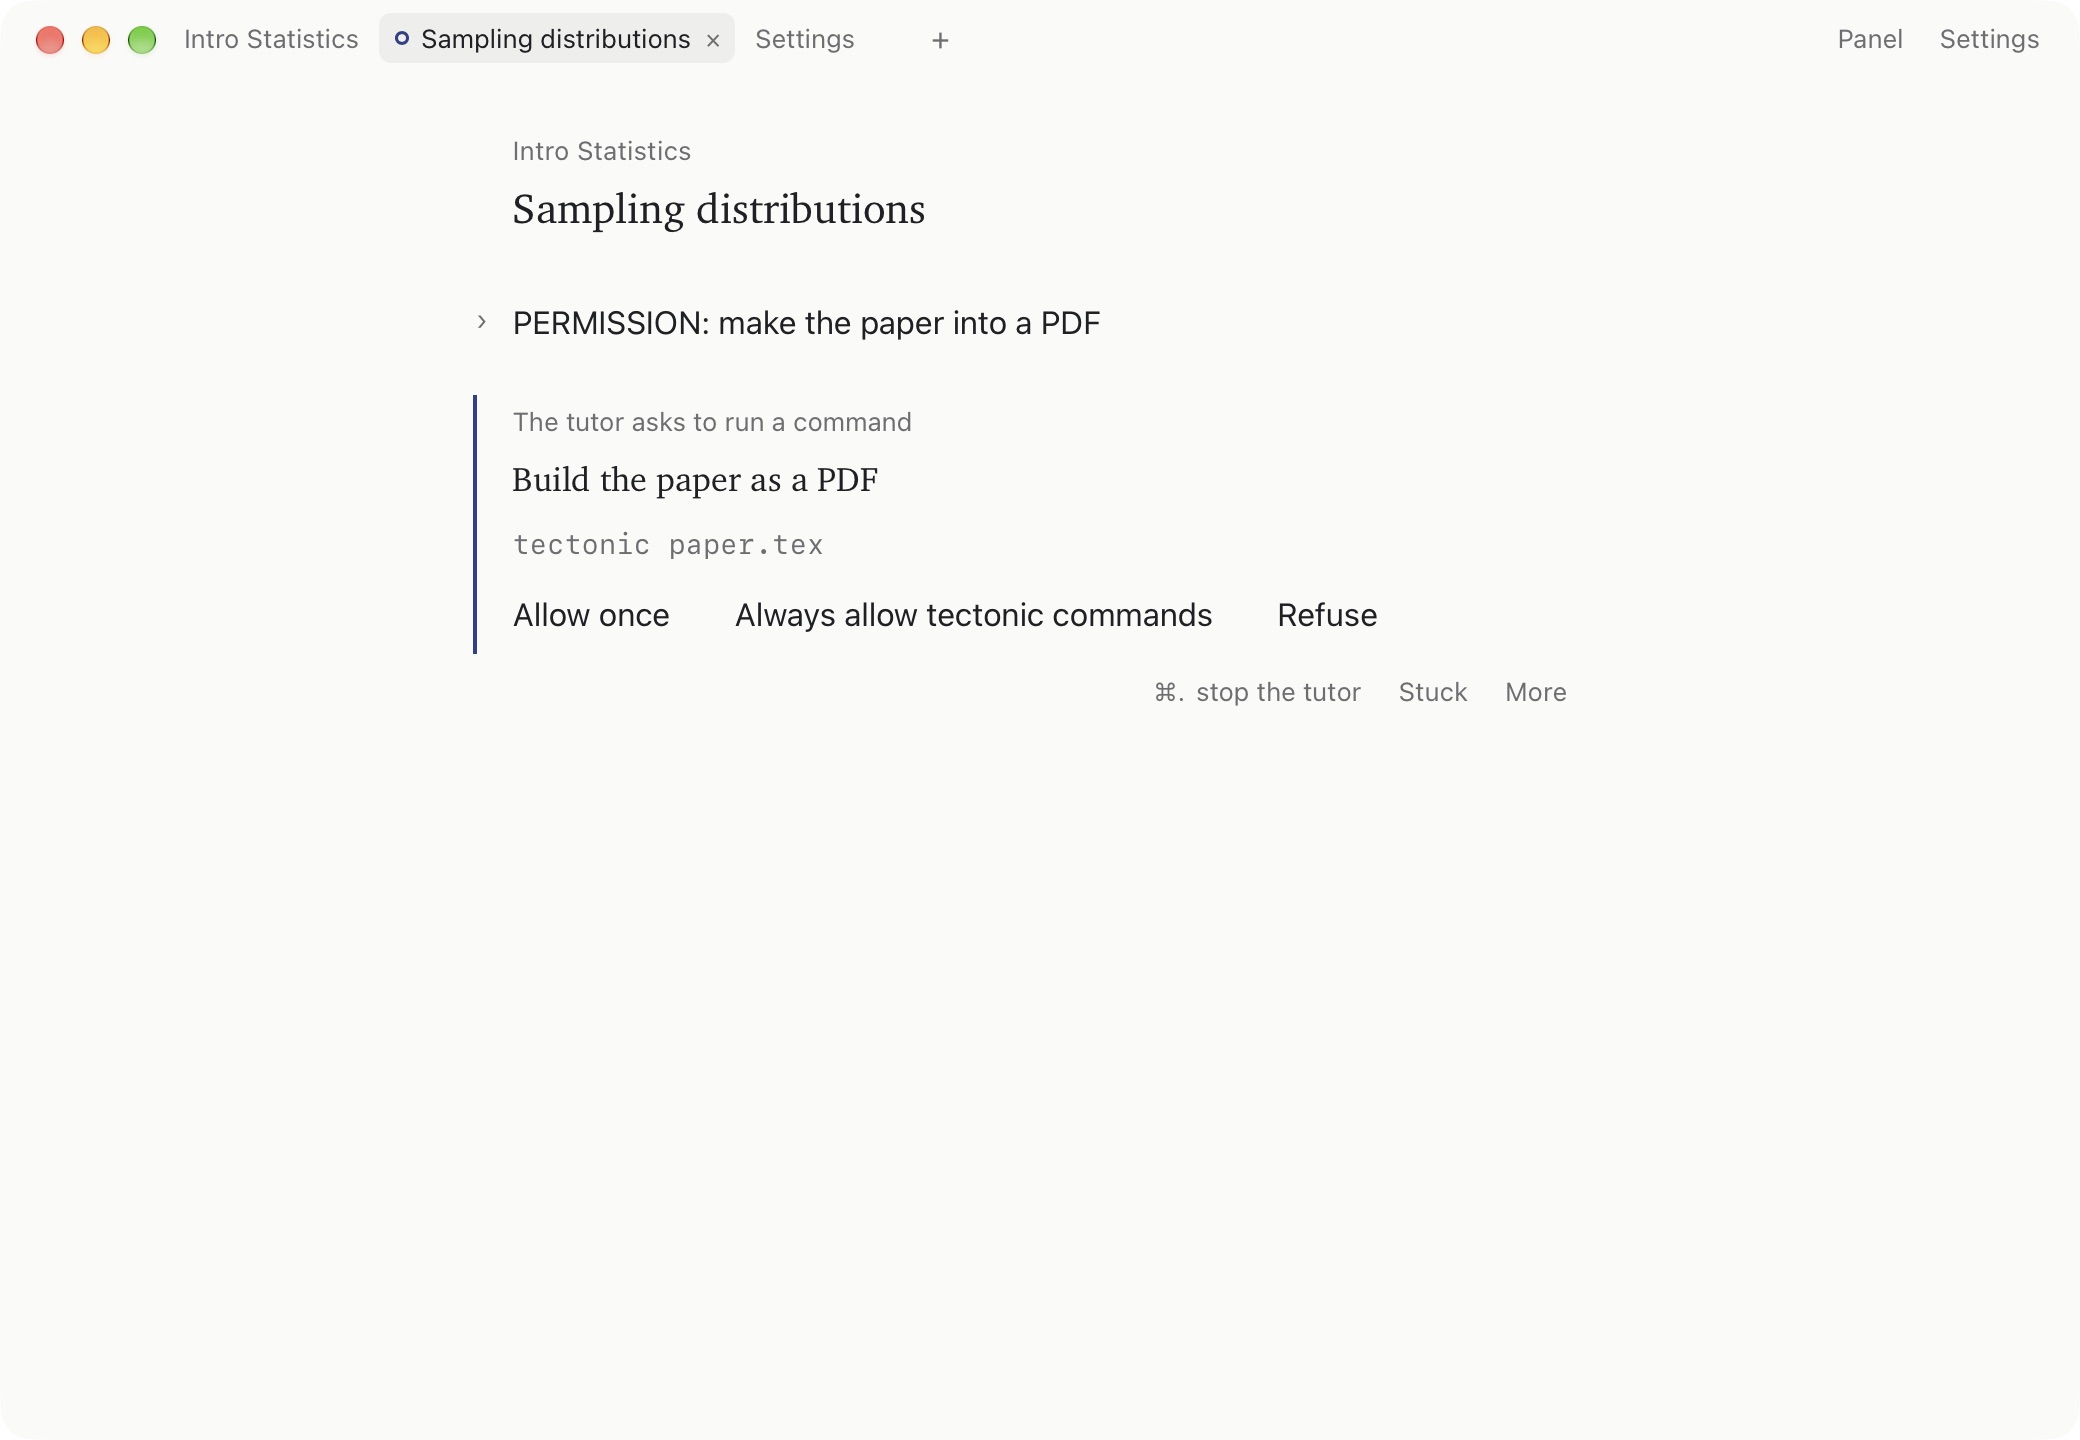 Intro Statistics
Sampling distributions ×
Settings
+
Panel
Settings
Intro Statistics
Sampling distributions
› PERMISSION: make the paper into a PDF
The tutor asks to run a command
Build the paper as a PDF
tectonic paper.tex
Allow once
Always allow tectonic commands
Refuse
⌘. stop the tutor
Stuck
More